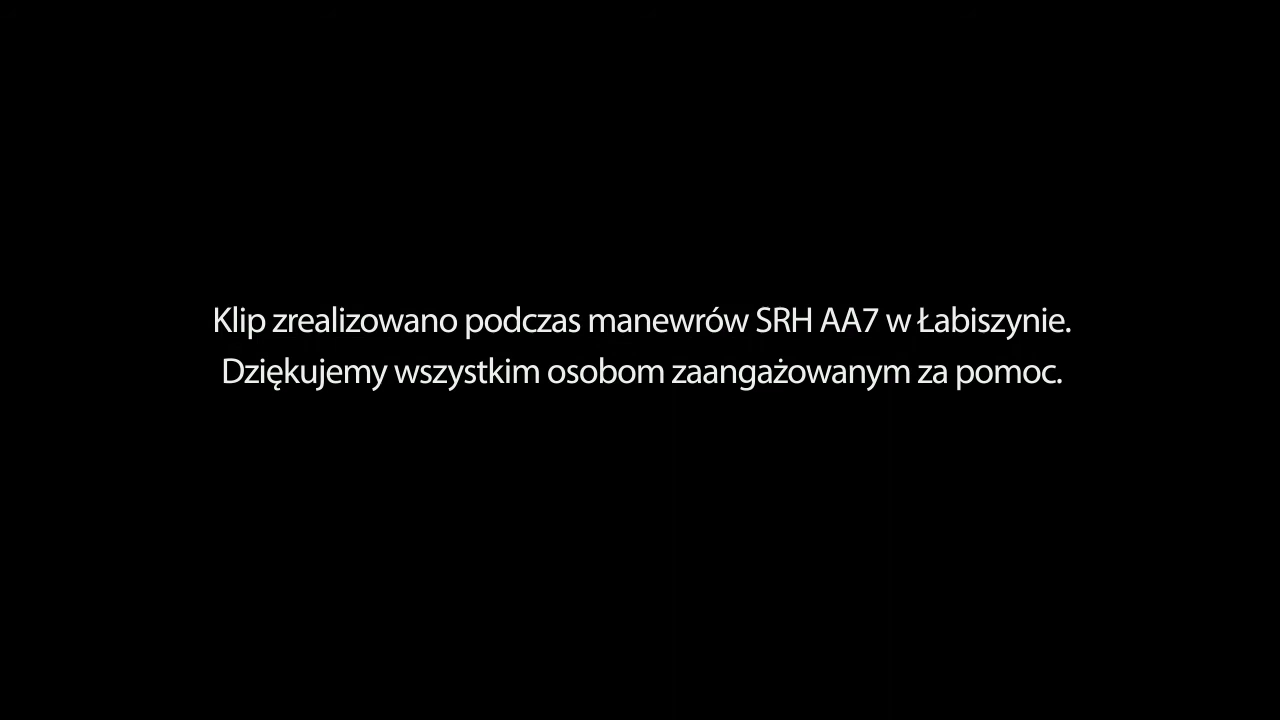 Klip zrealizowano podczas manewrów SRH AA7 w Łabiszynie.
Dziękujemy wszystkim osobom zaangażowanym za pomoc.